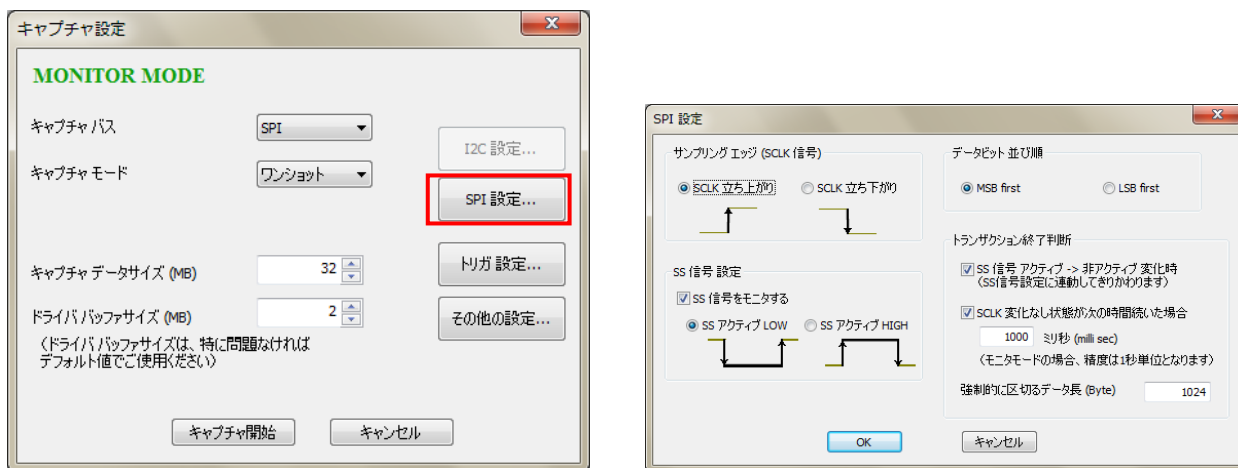 キャプチャ設定
MONITOR MODE
キャプチャ バス
SPI
I2C 設定...
キャプチャ モード
ワンショット
SPI 設定...
キャプチャ データサイズ (MB)
32
トリガ 設定...
ドライバ バッファサイズ (MB)
2
その他の設定...
(ドライバ バッファサイズは、特に問題なければ
デフォルト値でご使用ください)
キャプチャ開始
キャンセル
SPI 設定
サンプリング エッジ (SCLK 信号)
SCLK 立ち上がり
SCLK 立ち下がり
SS 信号 設定
SS 信号をモニタする
SS アクティブ LOW
SS アクティブ HIGH
データビット 並び順
MSB first
LSB first
トランザクション終了判断
SS 信号 アクティブ -> 非アクティブ 変化時
(SS信号設定に連動してきりかわります)
SCLK 変化なし状態が次の時間続いた場合
1000 ミリ秒 (milli sec)
(モニタモードの場合、精度は1秒単位となります)
強制的に区切るデータ長 (Byte)
1024
OK
キャンセル